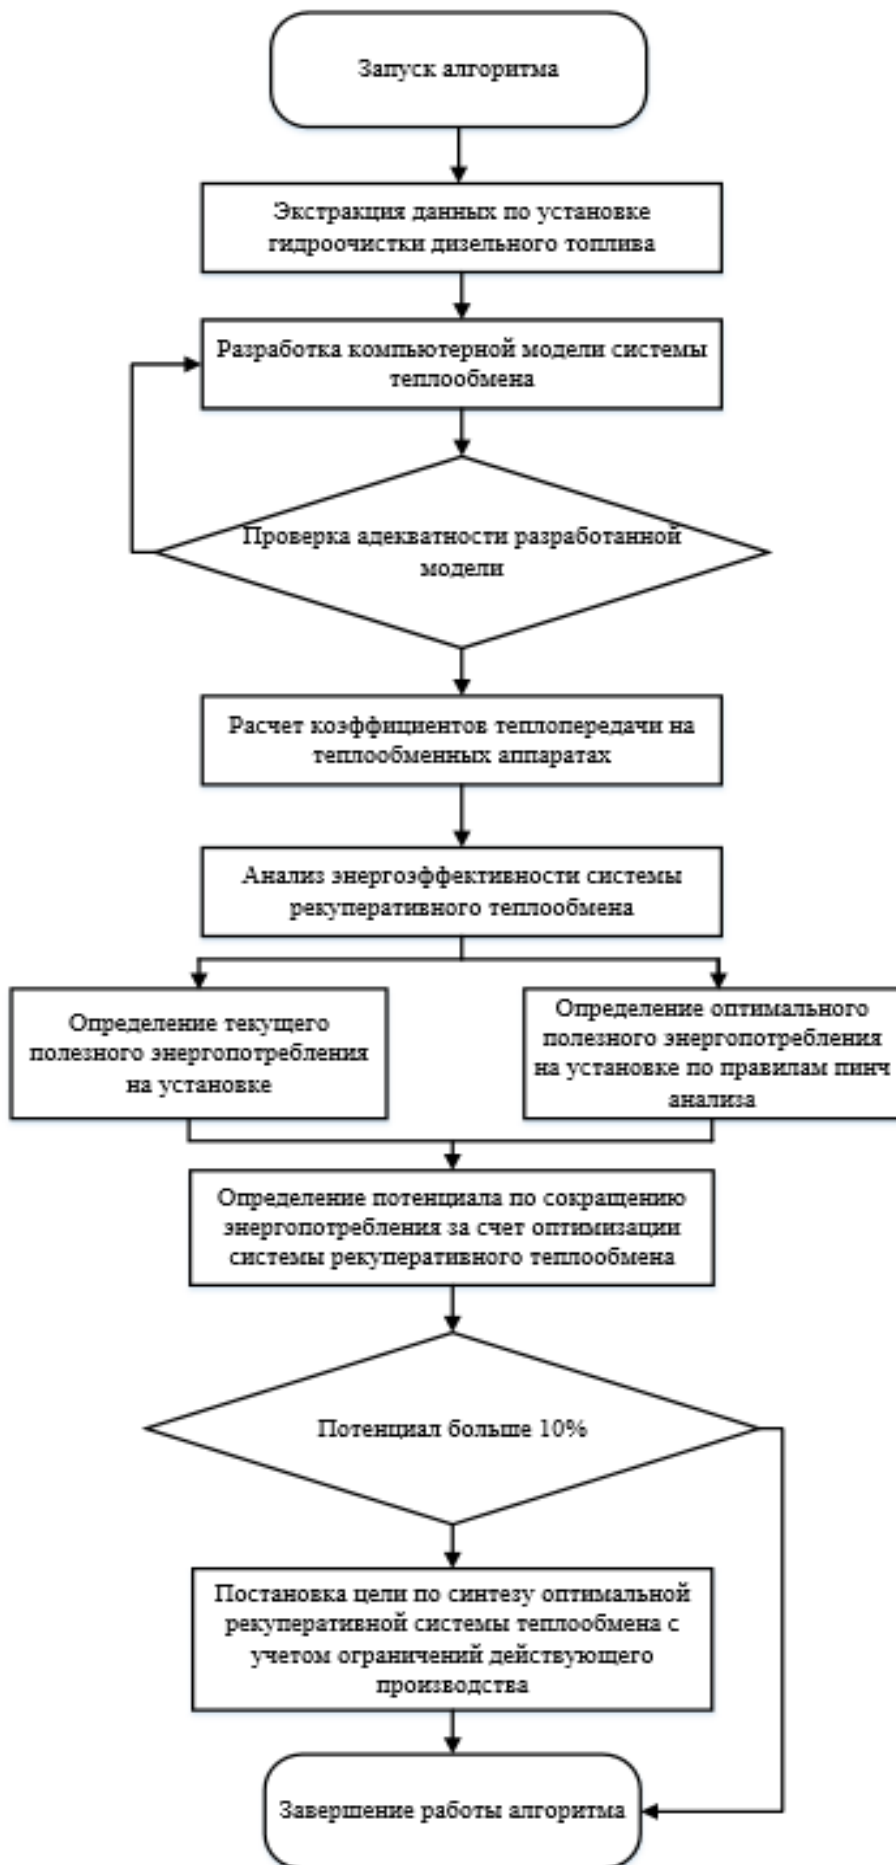 Запуск алгоритма
Экстракция данных по установке
гидроочистки дизельного топлива
Разработка компьютерной модели системы
теплообмена
Проверка адекватности разработанной
модели
Расчет коэффициентов теплопередачи на
теплообменных аппаратах
Анализ энергоэффективности системы
рекуперативного теплообмена
Определение текущего
полезного энергопотребления
на установке
Определение оптимального
полезного энергопотребления
на установке по правилам пинч
анализа
Определение потенциала по сокращению
энергопотребления за счет оптимизации
системы рекуперативного теплообмена
Потенциал больше 10%
Постановка цели по синтезу оптимальной
рекуперативной системы теплообмена с
учетом ограничений действующего
производства
Завершение работы алгоритма